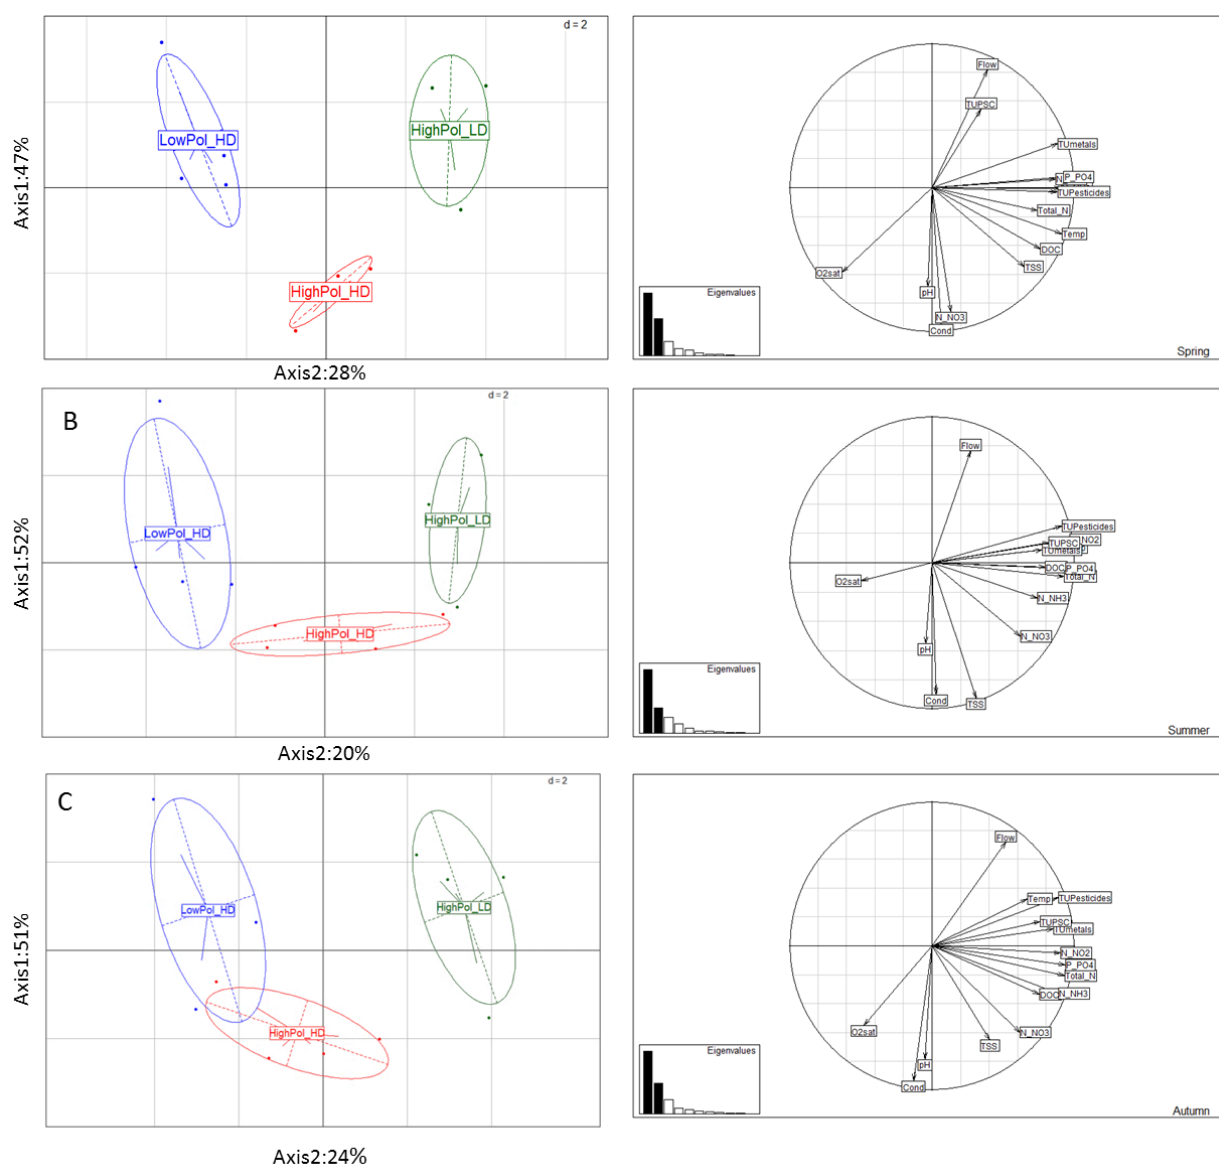 d = 2
LowPol_HD
HighPol_LD
HighPol_HD
Axis1:47%
Axis2:28%
Flow
TUPSC
TUmetals
P_PO4
TUPesticides
Total_N
Temp
DOC
TSS
O2sat
pH
N_NO3
Cond
Eigenvalues
Spring
B
d = 2
LowPol_HD
HighPol_LD
HighPol_HD
Axis1:52%
Axis2:20%
Flow
TUPesticides
TUPSC
NO2
TUmetals
DOC
P_PO4
Total_N
O2sat
N_NH3
N_NO3
pH
Cond
TSS
Eigenvalues
Summer
C
d = 2
LowPol_HD
HighPol_LD
HighPol_HD
Axis1:51%
Axis2:24%
Flow
Temp
TUPesticides
TUPSC
TUmetals
N_NO2
P_PO4
Total_N
DOC
N_NH3
O2sat
N_NO3
TSS
pH
Cond
Eigenvalues
Autumn